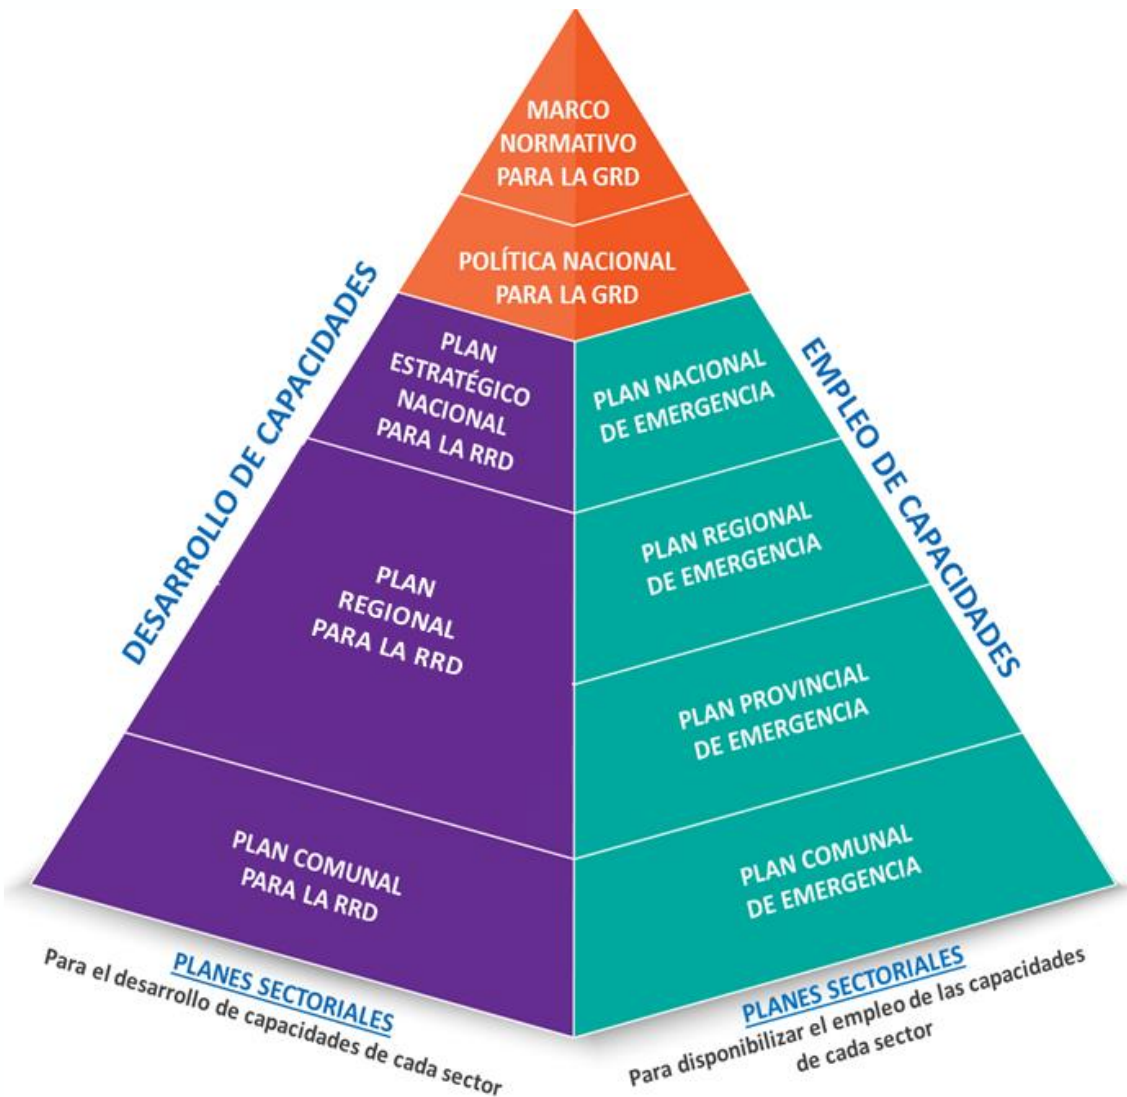 MARCO
NORMATIVO
PARA LA GRD
POLÍTICA NACIONAL
PARA LA GRD
DESARROLLO DE CAPACIDADES
PLAN
ESTRATÉGICO
NACIONAL
PARA LA RRD
PLAN
REGIONAL
PARA LA RRD
PLAN COMUNAL
PARA LA RRD
PLAN NACIONAL
DE EMERGENCIA
PLAN REGIONAL
DE EMERGENCIA
PLAN PROVINCIAL
DE EMERGENCIA
PLAN COMUNAL
DE EMERGENCIA
EMPLEO DE CAPACIDADES
PLANES SECTORIALES
Para el desarrollo de capacidades de cada sector
PLANES SECTORIALES
Para disponibilizar el empleo de las capacidades
de cada sector